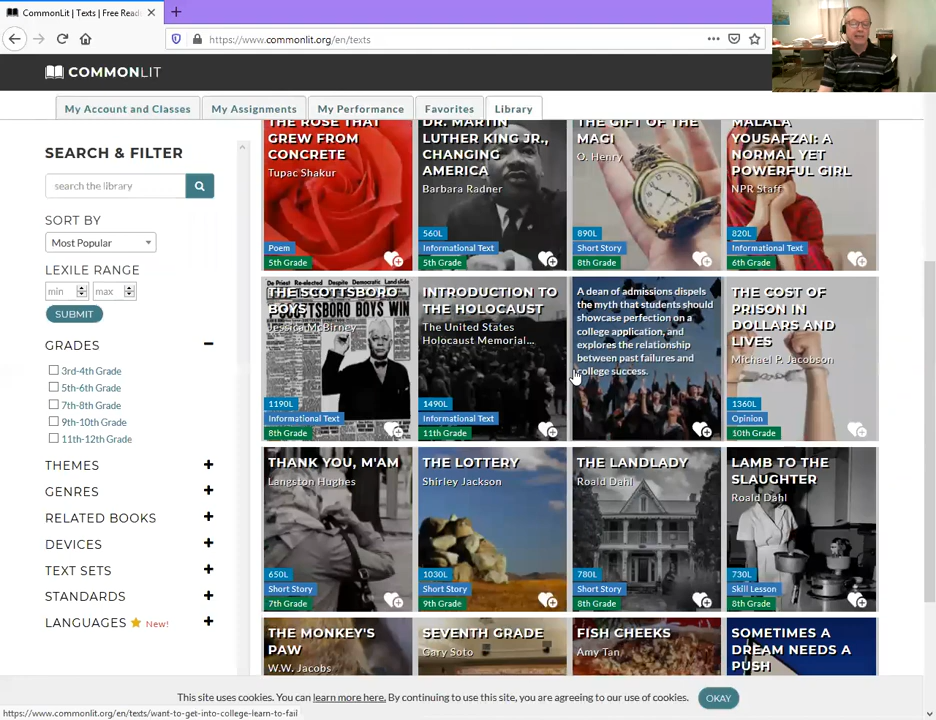 CommonLit | Texts | Free Read
https://www.commonlit.org/en/texts
COMMONLIT
My Account and Classes
My Assignments
My Performance
Favorites
Library
SEARCH & FILTER
search the library
SORT BY
Most Popular
LEXILE RANGE
min
max
SUBMIT
GRADES
3rd-4th Grade
5th-6th Grade
7th-8th Grade
9th-10th Grade
11th-12th Grade
THEMES
GENRES
RELATED BOOKS
DEVICES
TEXT SETS
STANDARDS
LANGUAGES New!
THE ROSE THAT
GREW FROM
CONCRETE
Tupac Shakur
Poem
5th Grade
DR. MARTIN
LUTHER KING JR.,
CHANGING
AMERICA
Barbara Radner
560L
Informational Text
5th Grade
THE GIFT OF THE
MAGI
O. Henry
890L
Short Story
8th Grade
MALALA
YOUSAFZAI: A
NORMAL YET
POWERFUL GIRL
NPR Staff
820L
Informational Text
6th Grade
THE SCOTTSBORO
BOYS
Jessica McBirney
BOYS WIN
1190L
Informational Text
8th Grade
INTRODUCTION TO
THE HOLOCAUST
The United States
Holocaust Memorial...
1490L
Informational Text
11th Grade
A dean of admissions dispels
the myth that students should
showcase perfection on a
college application, and
explores the relationship
between past failures and
college success.
THE COST OF
PRISON IN
DOLLARS AND
LIVES
Michael P. Jacobson
1360L
Opinion
10th Grade
THANK YOU, M'AM
Langston Hughes
650L
Short Story
7th Grade
THE LOTTERY
Shirley Jackson
1030L
Short Story
9th Grade
THE LANDLADY
Roald Dahl
780L
Short Story
8th Grade
LAMB TO THE
SLAUGHTER
Roald Dahl
730L
Skill Lesson
8th Grade
THE MONKEY'S
PAW
W.W. Jacobs
SEVENTH GRADE
Gary Soto
FISH CHEEKS
Amy Tan
SOMETIMES A
DREAM NEEDS A
PUSH
This site uses cookies. You can learn more here. By continuing to use this site, you are agreeing to our use of cookies.
OKAY
https://www.commonlit.org/en/texts/want-to-get-into-college-learn-to-fail